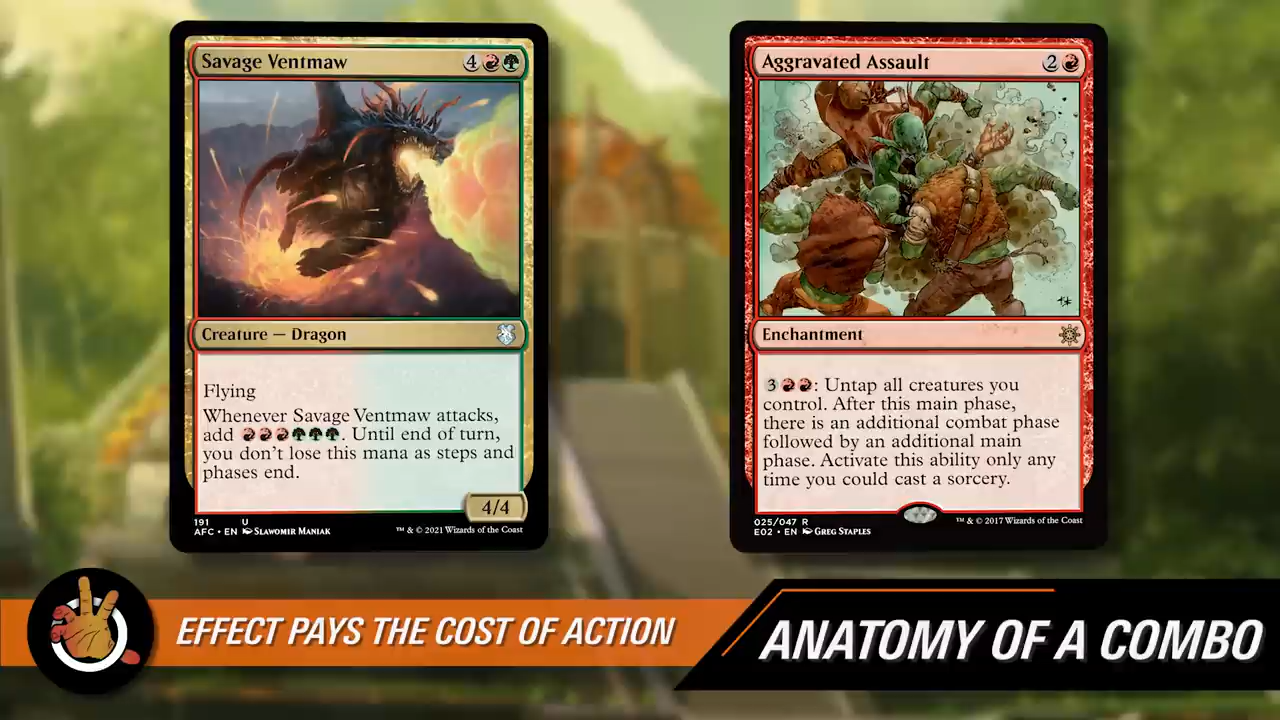 Savage Ventmaw 4
Creature — Dragon
Flying
Whenever Savage Ventmaw attacks,
add . Until end of turn,
you don't lose this mana as steps and
phases end.
4/4
191 U
AFC • EN Slawomir Maniak
™ & © 2021 Wizards of the Coast
Aggravated Assault 2
Enchantment
3: Untap all creatures you
control. After this main phase,
there is an additional combat phase
followed by an additional main
phase. Activate this ability only any
time you could cast a sorcery.
025/047 R
E02 • EN Greg Staples
™ & © 2017 Wizards of the Coast
EFFECT PAYS THE COST OF ACTION
ANATOMY OF A COMBO